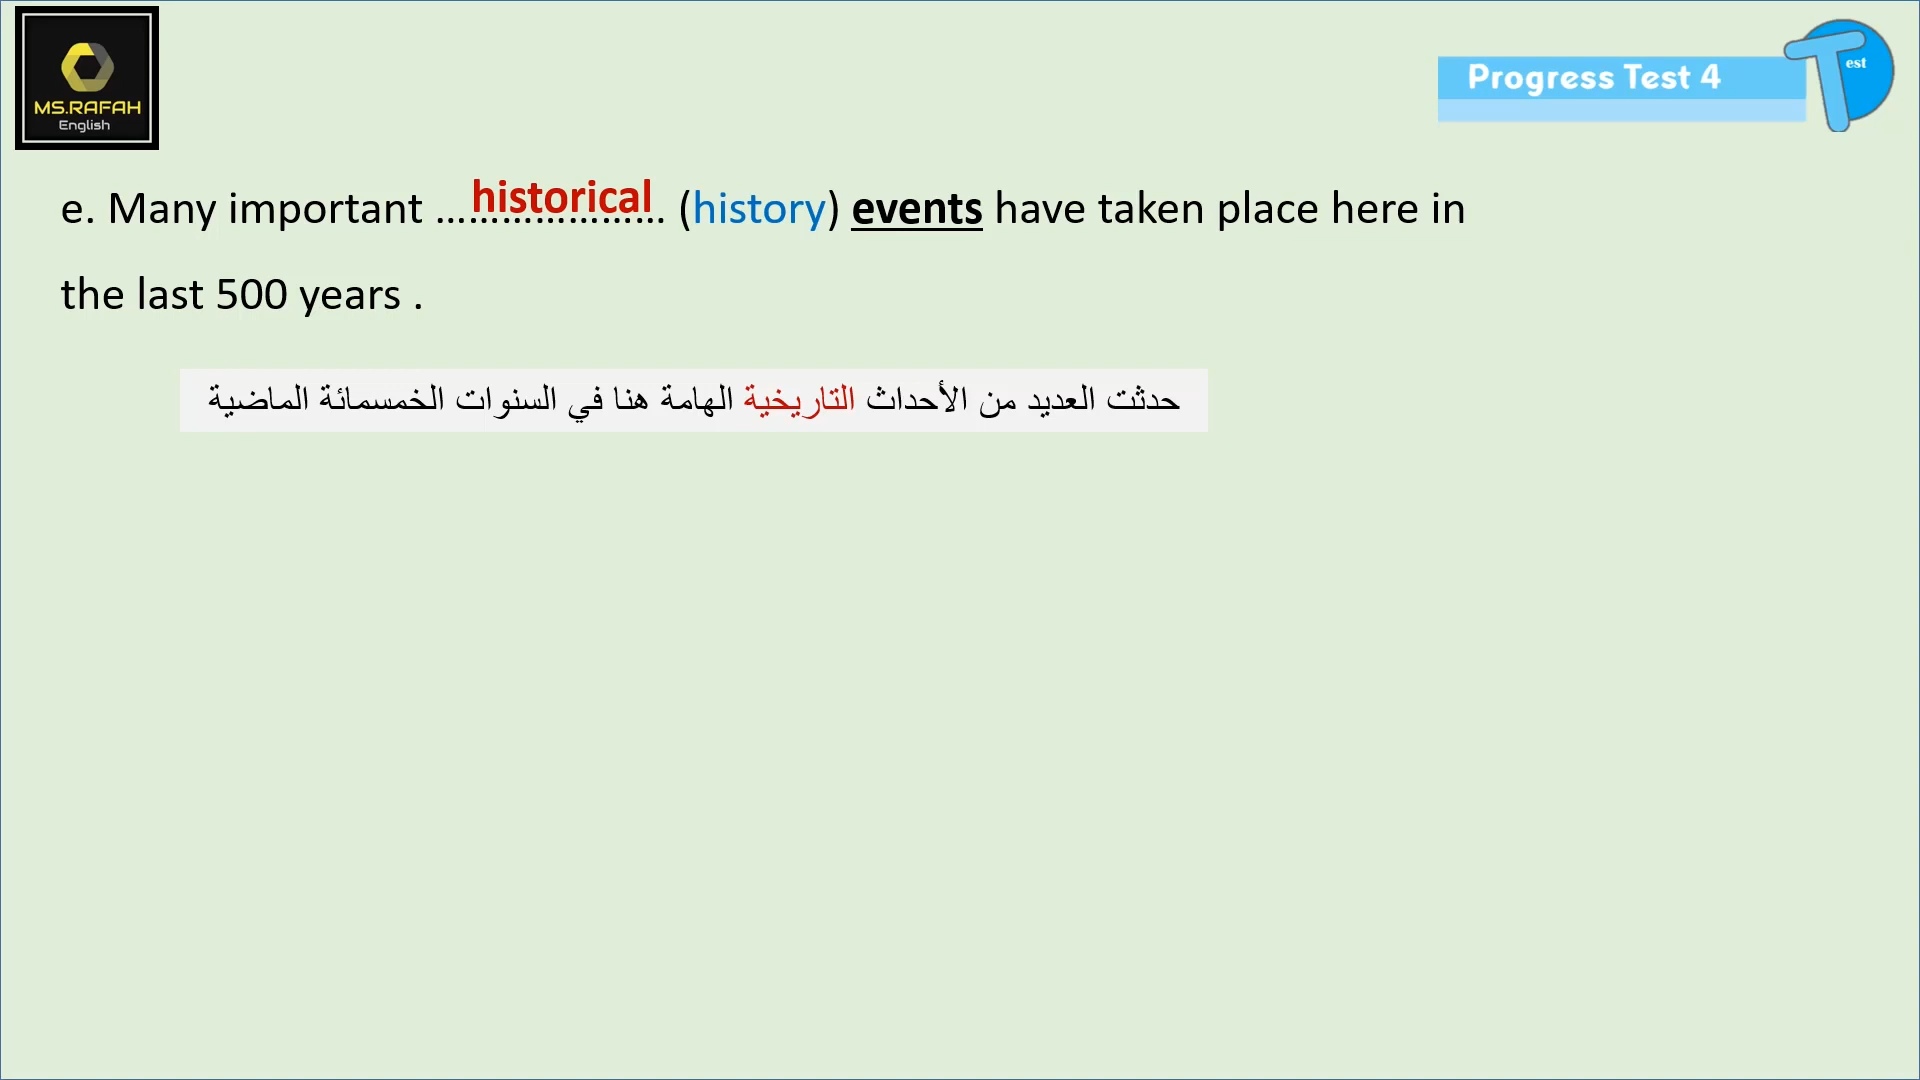 MS.RAFAH
English
Progress Test 4
Test
e. Many important ...historical... (history) events have taken place here in
the last 500 years .
حدثت العديد من الأحداث التاريخية الهامة هنا في السنوات الخمسمائة الماضية